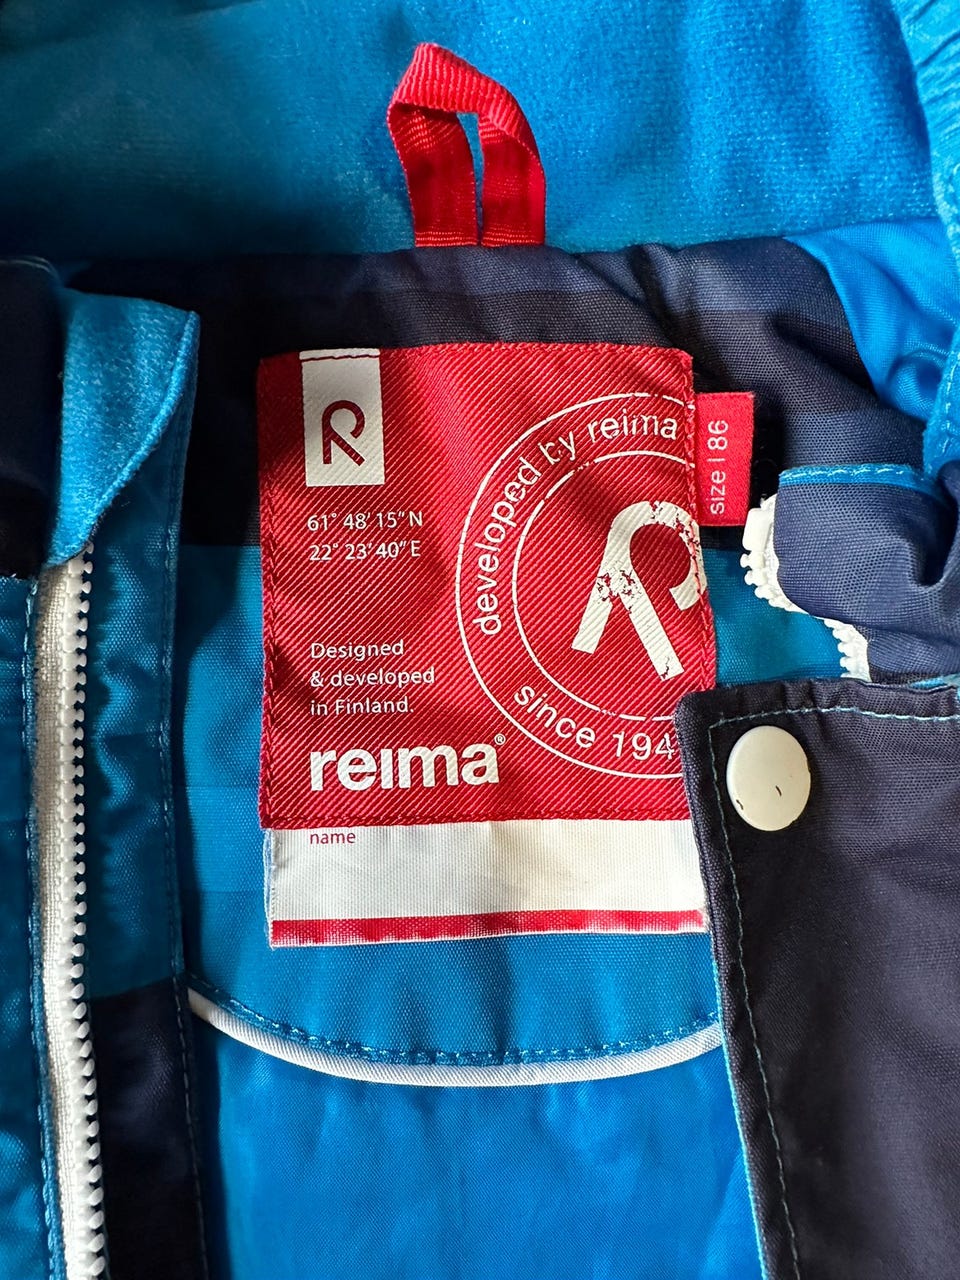 R
61° 48' 15" N
22° 23' 40" E
Designed
& developed
in Finland.
reima®
name
developed by reima
since 194
size | 86